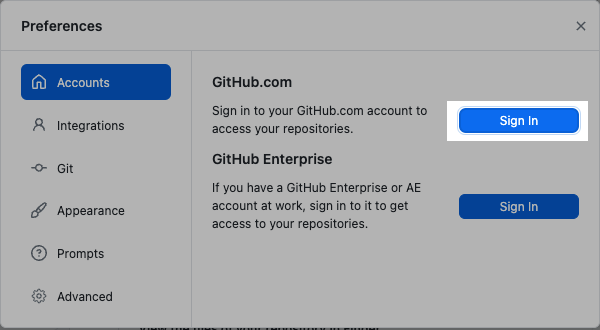 Preferences
Accounts
Integrations
Git
Appearance
Prompts
Advanced
GitHub.com
Sign in to your GitHub.com account to
access your repositories.
Sign In
GitHub Enterprise
If you have a GitHub Enterprise or AE
account at work, sign in to it to get
access to your repositories.
Sign In